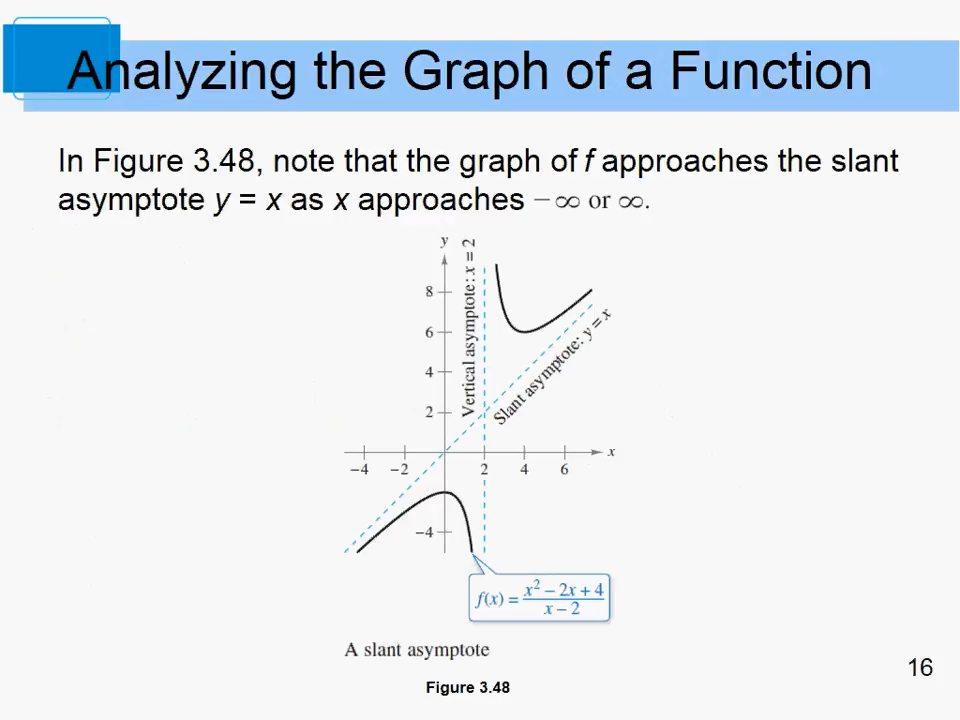 Analyzing the Graph of a Function
In Figure 3.48, note that the graph of f approaches the slant
asymptote y = x as x approaches −∞ or ∞.
y
Vertical asymptote: x = 2
8
6
4
2
Slant asymptote: y = x
x
−4 −2 2 4 6
−4
f(x) = (x² − 2x + 4)/(x − 2)
A slant asymptote
16
Figure 3.48